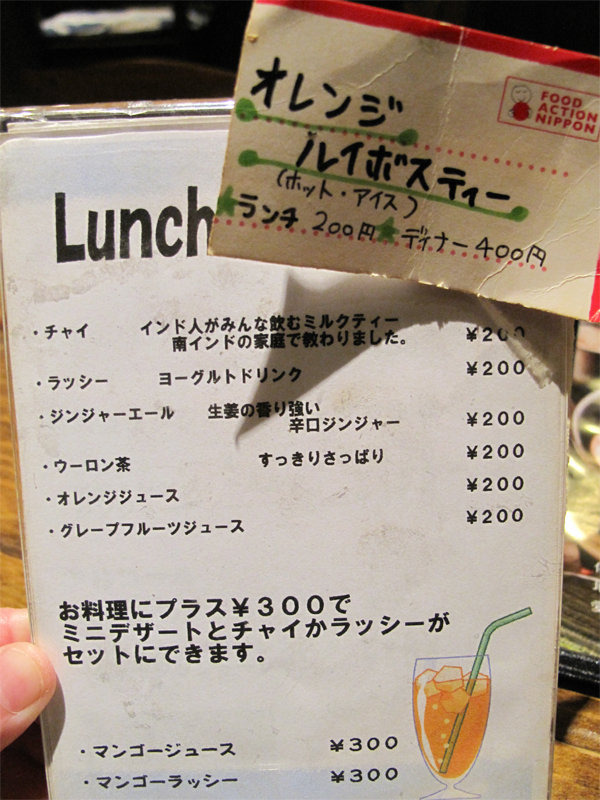 オレンジ
ルイボスティー
(ホット・アイス)
★ランチ 200円 ★ディナー 400円
FOOD
ACTION
NIPPON
Lunch
・チャイ インド人がみんな飲むミルクティー
南インドの家庭で教わりました。 ¥200
・ラッシー ヨーグルトドリンク ¥200
・ジンジャーエール 生姜の香り強い
辛口ジンジャー ¥200
・ウーロン茶 すっきりさっぱり ¥200
・オレンジジュース ¥200
・グレープフルーツジュース ¥200
お料理にプラス¥300で
ミニデザートとチャイかラッシーが
セットにできます。
・マンゴージュース ¥300
・マンゴーラッシー ¥300